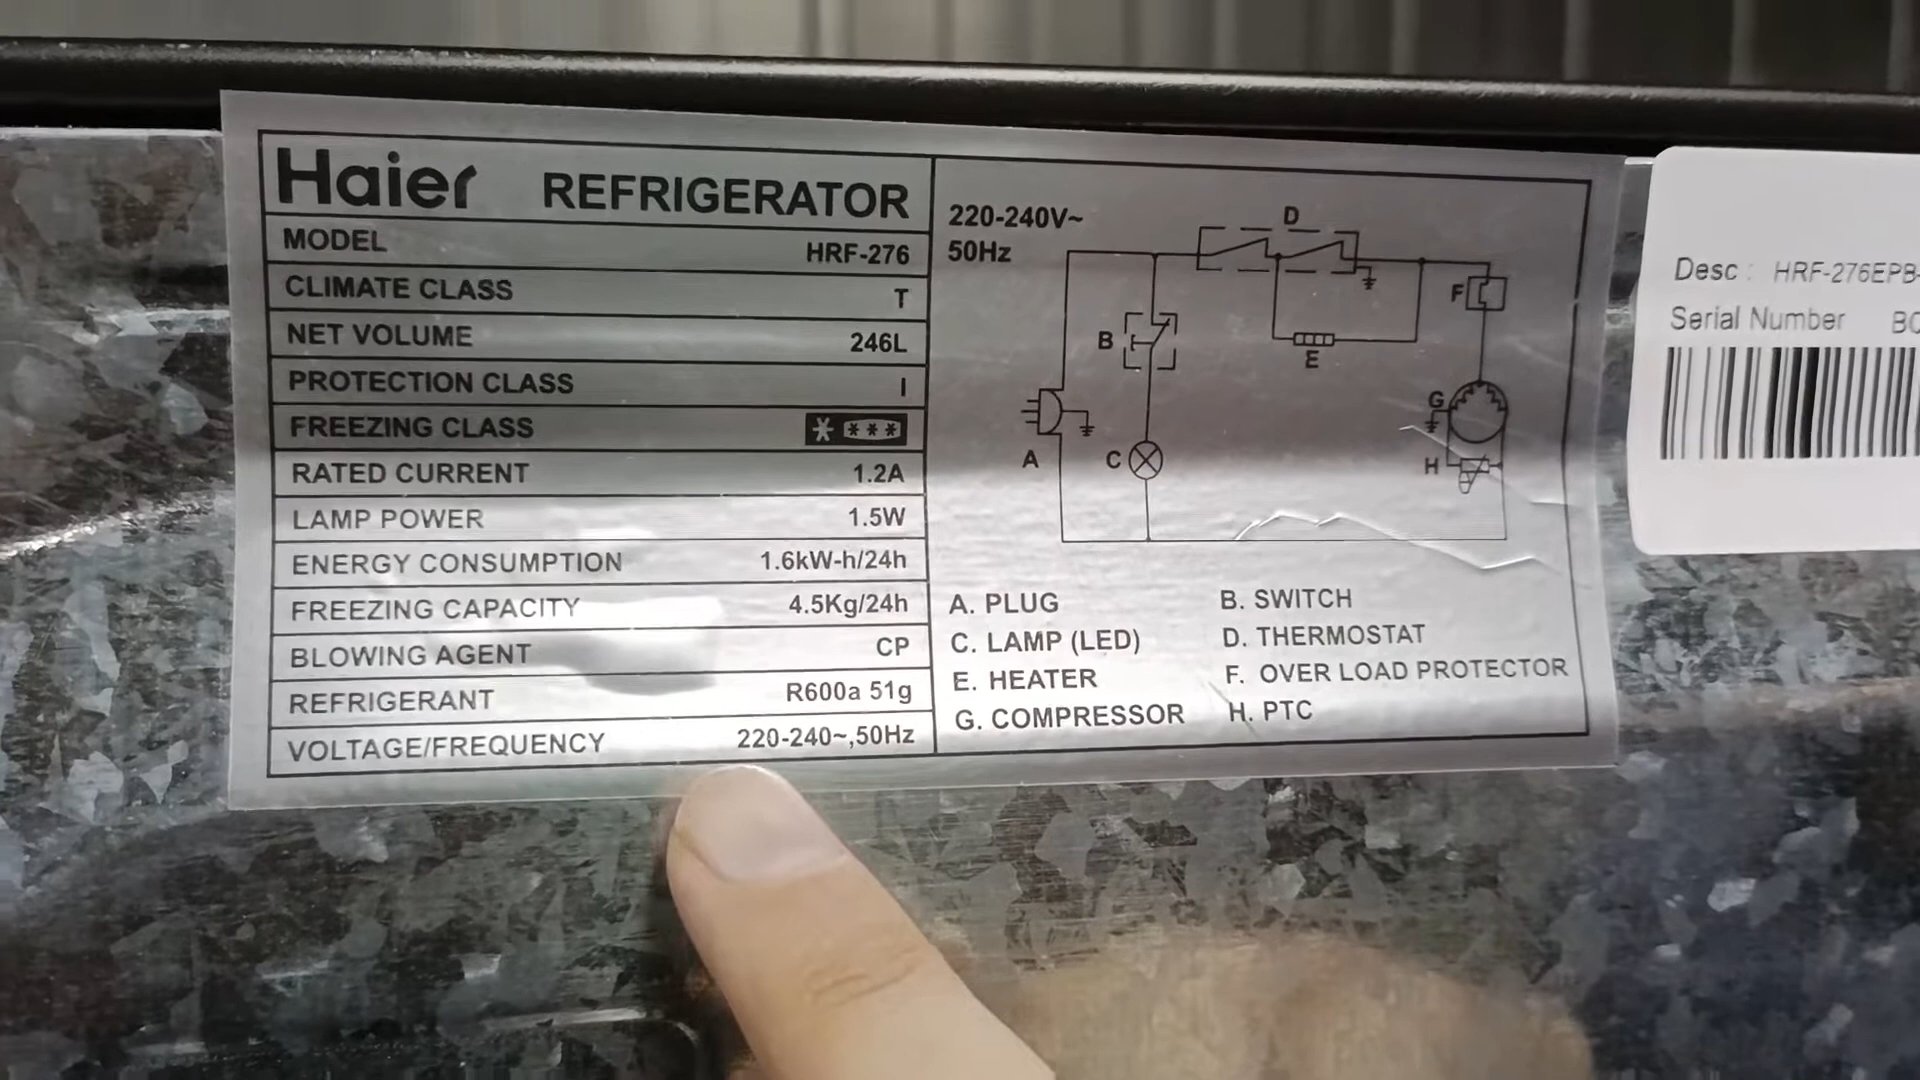 Haier REFRIGERATOR
MODEL HRF-276
CLIMATE CLASS T
NET VOLUME 246L
PROTECTION CLASS I
FREEZING CLASS * ***
RATED CURRENT 1.2A
LAMP POWER 1.5W
ENERGY CONSUMPTION 1.6kW-h/24h
FREEZING CAPACITY 4.5Kg/24h
BLOWING AGENT CP
REFRIGERANT R600a 51g
VOLTAGE/FREQUENCY 220-240~,50Hz
220-240V~
50Hz
D
F
B
E
G
A
C
H
A. PLUG B. SWITCH
C. LAMP (LED) D. THERMOSTAT
E. HEATER F. OVER LOAD PROTECTOR
G. COMPRESSOR H. PTC
Desc : HRF-276EPB-
Serial Number